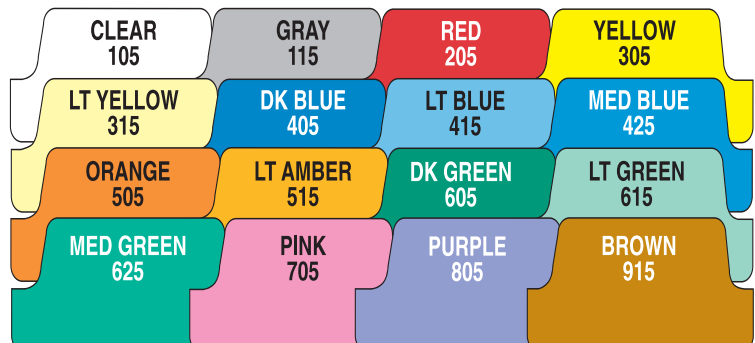 CLEAR
105
GRAY
115
RED
205
YELLOW
305
LT YELLOW
315
DK BLUE
405
LT BLUE
415
MED BLUE
425
ORANGE
505
LT AMBER
515
DK GREEN
605
LT GREEN
615
MED GREEN
625
PINK
705
PURPLE
805
BROWN
915